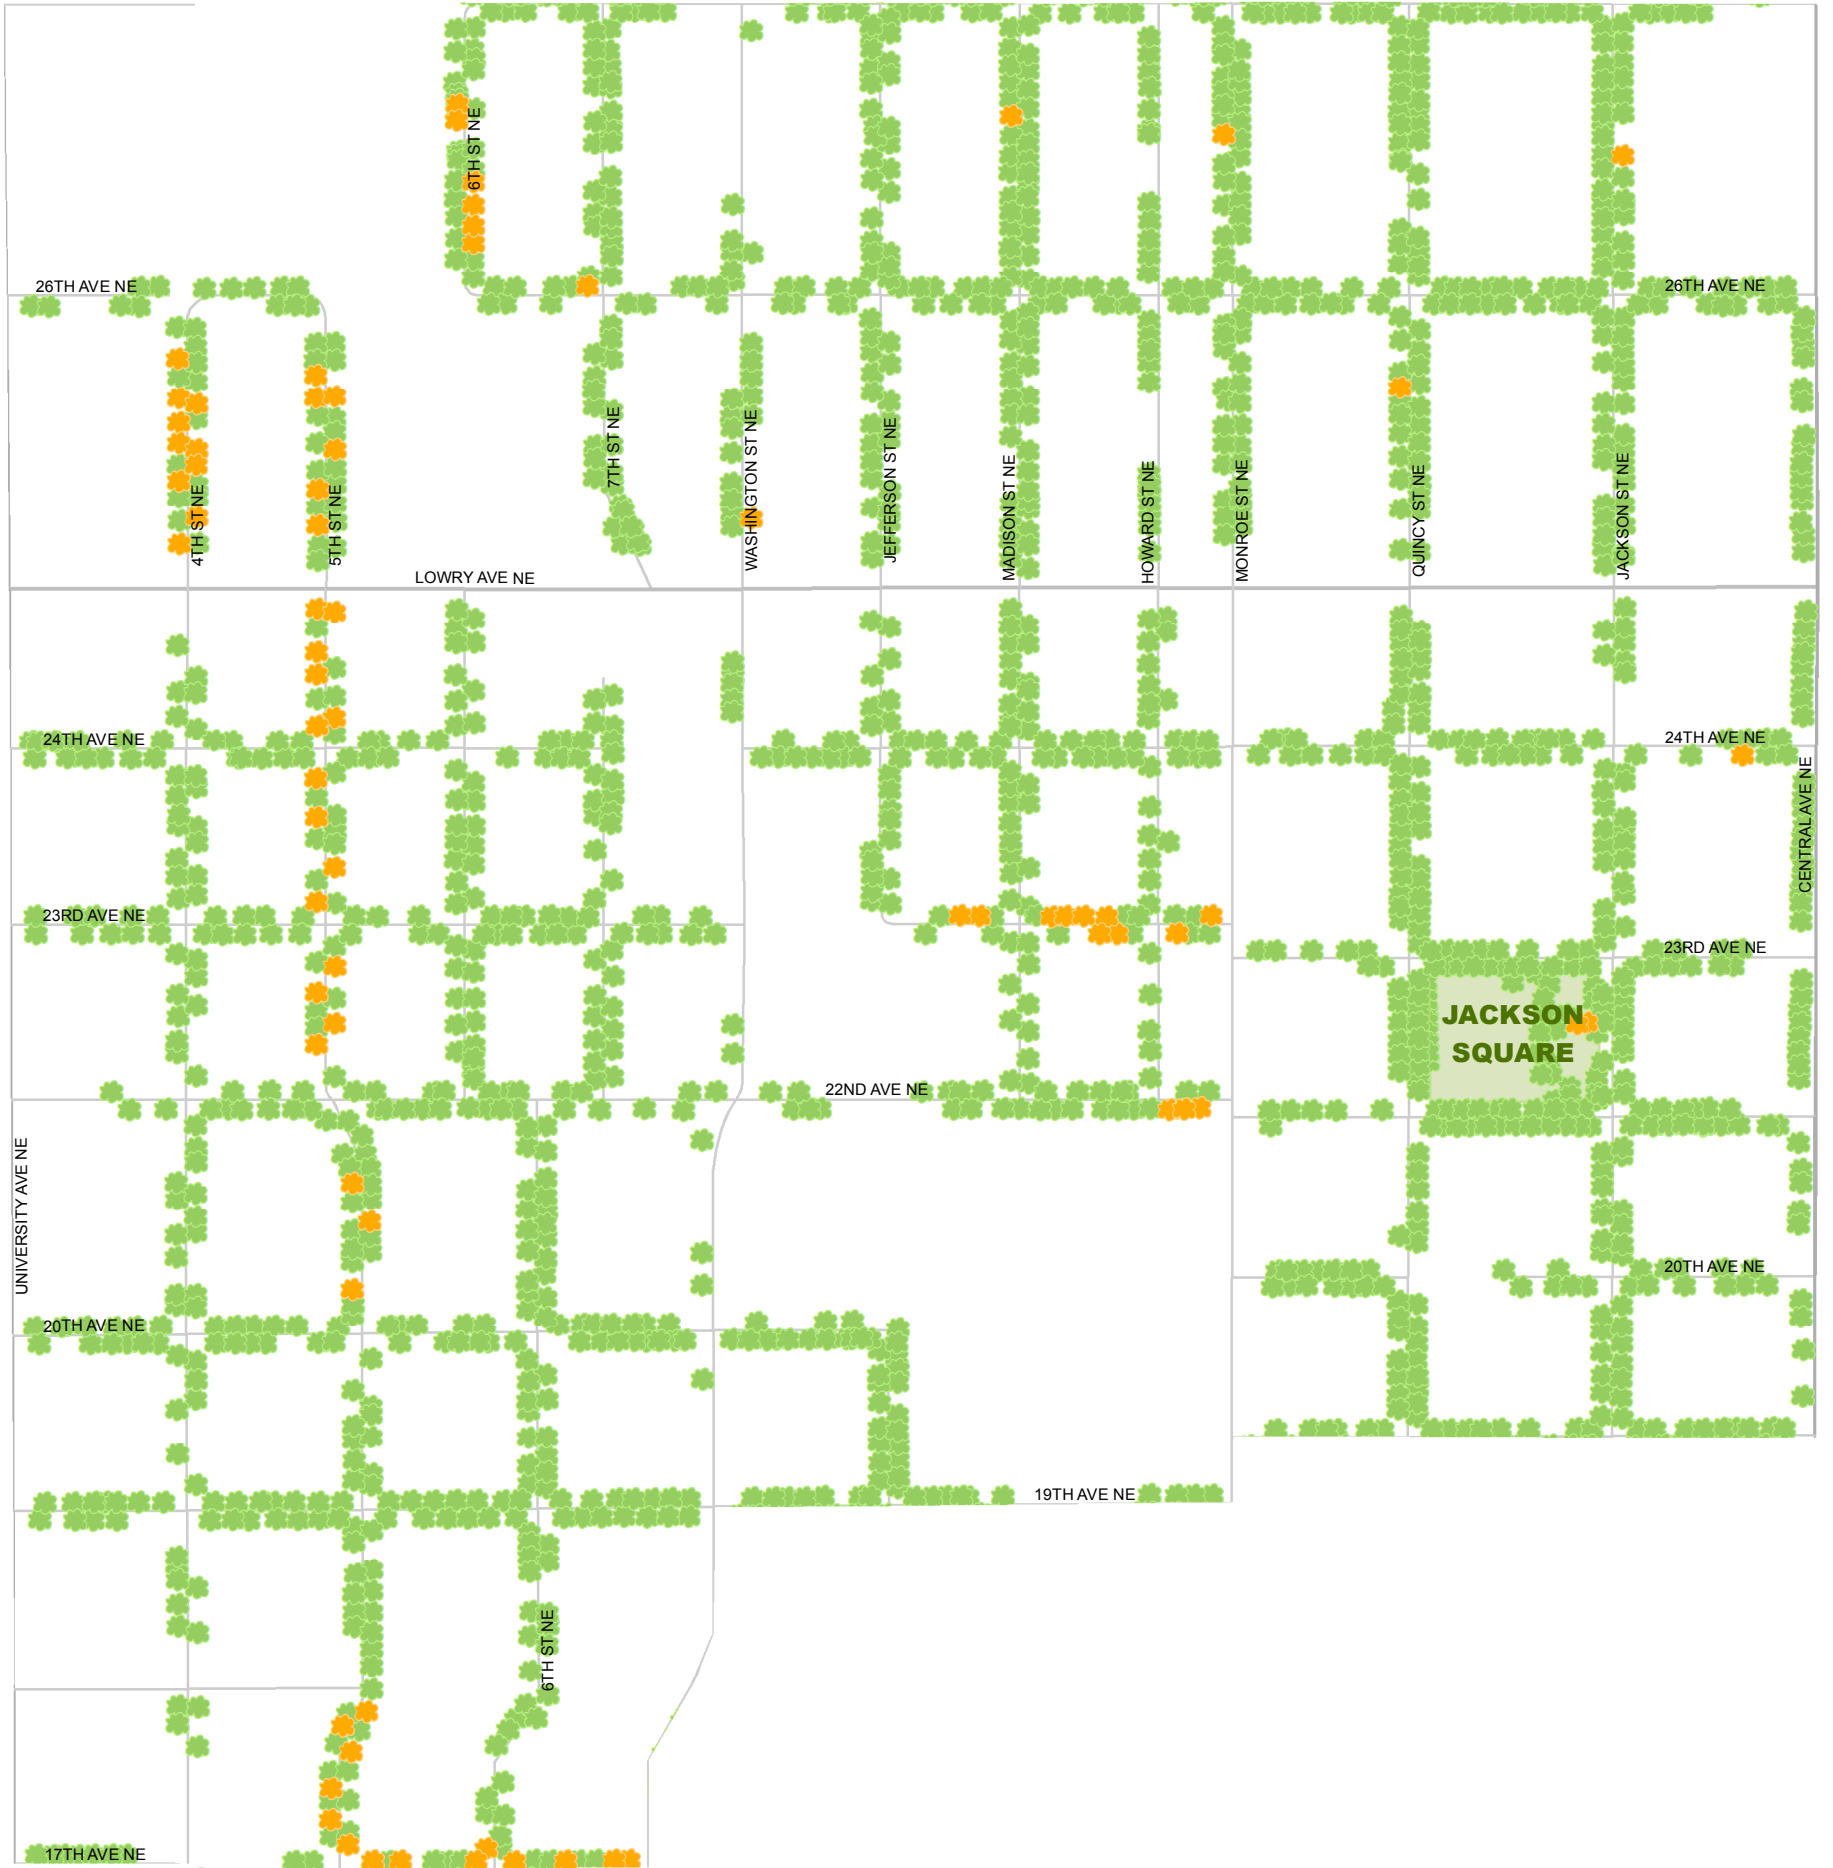 6TH ST NE
26TH AVE NE
26TH AVE NE
4TH ST NE
5TH ST NE
7TH ST NE
WASHINGTON ST NE
JEFFERSON ST NE
MADISON ST NE
HOWARD ST NE
MONROE ST NE
QUINCY ST NE
JACKSON ST NE
LOWRY AVE NE
24TH AVE NE
24TH AVE NE
CENTRAL AVE NE
23RD AVE NE
23RD AVE NE
JACKSON
SQUARE
22ND AVE NE
UNIVERSITY AVE NE
20TH AVE NE
20TH AVE NE
19TH AVE NE
6TH ST NE
17TH AVE NE